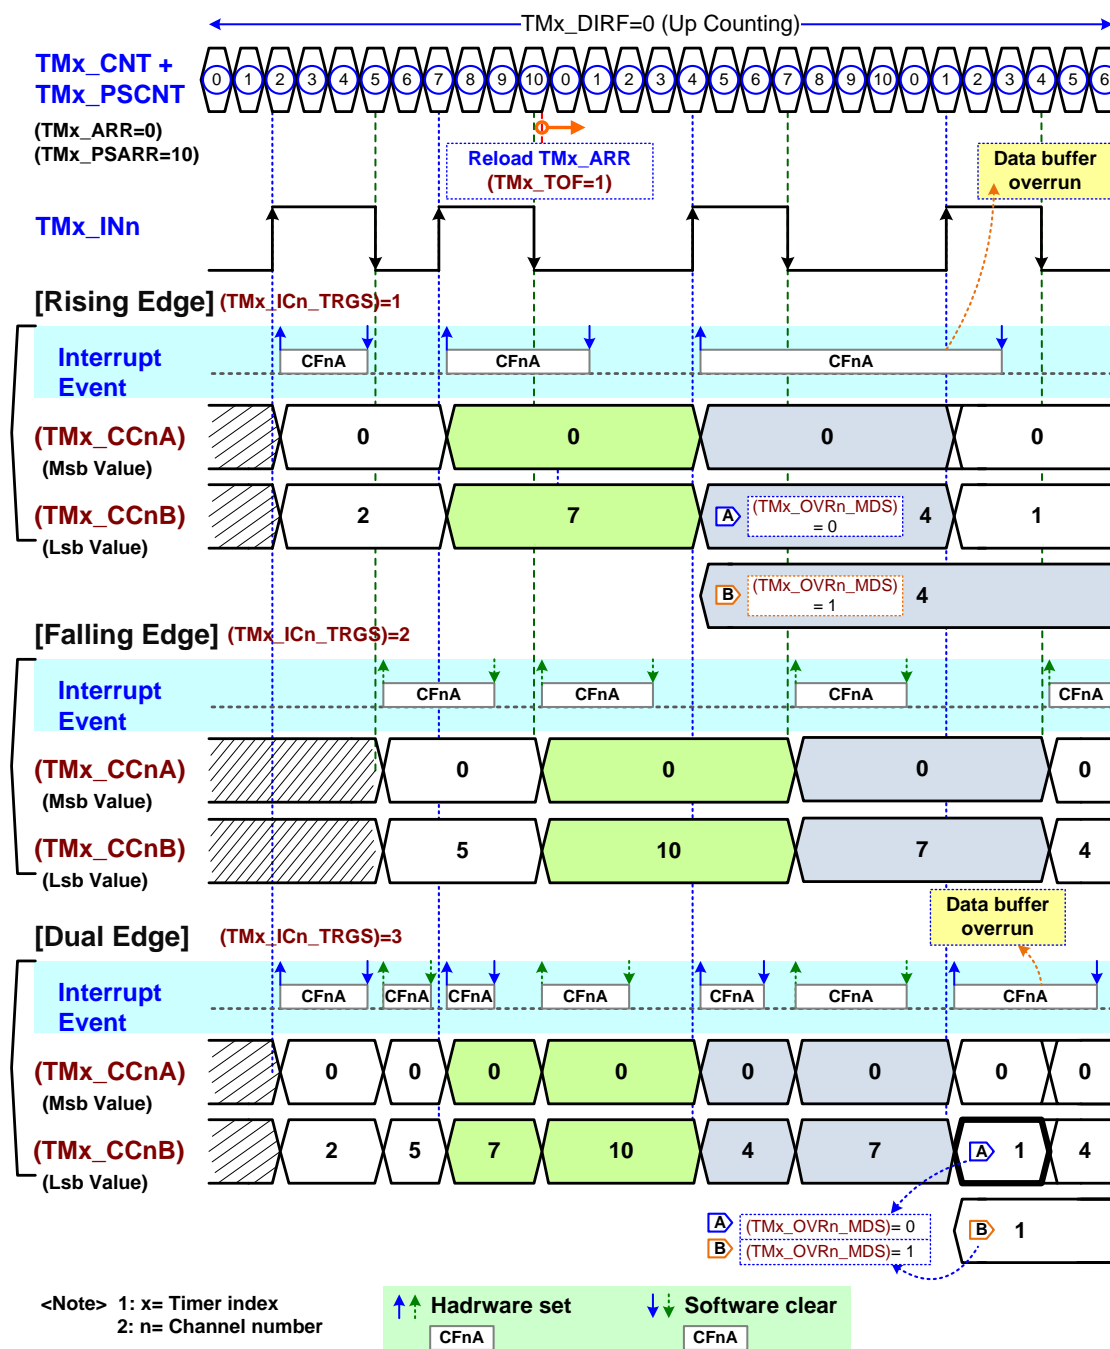 TMx_DIRF=0 (Up Counting)
TMx_CNT +
TMx_PSCNT
0 1 2 3 4 5 6 7 8 9 10 0 1 2 3 4 5 6 7 8 9 10 0 1 2 3 4 5 6
(TMx_ARR=0)
(TMx_PSARR=10)
Reload TMx_ARR
(TMx_TOF=1)
Data buffer
overrun
TMx_INn
[Rising Edge] (TMx_ICn_TRGS)=1
Interrupt
Event
CFnA CFnA CFnA
(TMx_CCnA)
(Msb Value)
0 0 0 0
(TMx_CCnB)
(Lsb Value)
2 7 A (TMx_OVRn_MDS)
= 0
4 1
B (TMx_OVRn_MDS)
= 1
4
[Falling Edge] (TMx_ICn_TRGS)=2
Interrupt
Event
CFnA CFnA CFnA CFnA
(TMx_CCnA)
(Msb Value)
0 0 0 0
(TMx_CCnB)
(Lsb Value)
5 10 7 4
Data buffer
overrun
[Dual Edge] (TMx_ICn_TRGS)=3
Interrupt
Event
CFnA CFnA CFnA CFnA CFnA CFnA CFnA
(TMx_CCnA)
(Msb Value)
0 0 0 0 0 0 0 0
(TMx_CCnB)
(Lsb Value)
2 5 7 10 4 7 A 1 4
A (TMx_OVRn_MDS)= 0
B (TMx_OVRn_MDS)= 1
B 1
<Note> 1: x= Timer index
2: n= Channel number
Hadrware set
CFnA
Software clear
CFnA